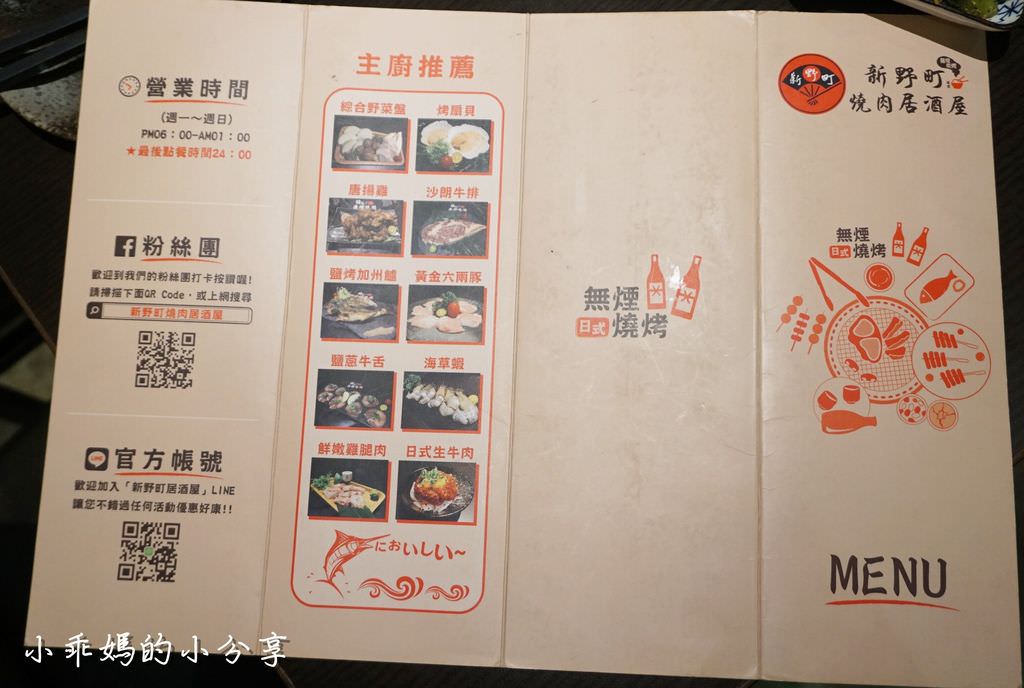 營業時間
(週一～週日)
PM06：00-AM01：00
★最後點餐時間24：00
粉絲團
歡迎到我們的粉絲團打卡按讚喔!
請掃描下面QR Code，或上網搜尋
新野町燒肉居酒屋
LINE
官方帳號
歡迎加入「新野町居酒屋」LINE
讓您不錯過任何活動優惠好康!!
主廚推薦
綜合野菜盤
烤扇貝
唐揚雞
沙朗牛排
鹽烤加州鱸
黃金六兩豚
鹽蔥牛舌
海草蝦
鮮嫩雞腿肉
日式生牛肉
においしい～
無煙
日式燒烤
新野町
新野町
燒肉居酒屋
無煙
日式燒烤
MENU
小乖媽的小分享